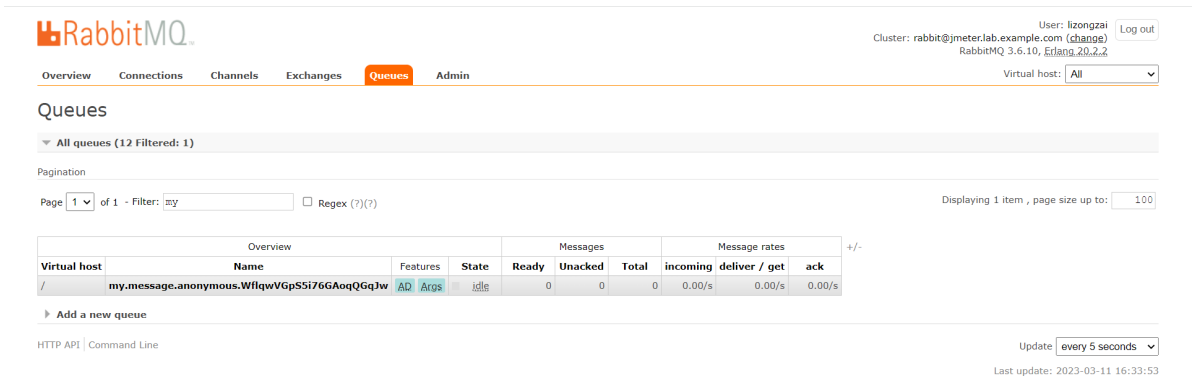 RabbitMQ
User: lizongzai
Log out
Cluster: rabbit@jmeter.lab.example.com (change)
RabbitMQ 3.6.10, Erlang 20.2.2
Overview Connections Channels Exchanges Queues Admin
Virtual host: All
Queues
All queues (12 Filtered: 1)
Pagination
Page 1 of 1 - Filter: my Regex (?)(?)
Displaying 1 item , page size up to: 100
Overview Messages Message rates +/-
Virtual host Name Features State Ready Unacked Total incoming deliver / get ack
/ my.message.anonymous.WflqwVGpS5i76GAoqQGqJw AD Args idle 0 0 0 0.00/s 0.00/s 0.00/s
Add a new queue
HTTP API Command Line
Update every 5 seconds
Last update: 2023-03-11 16:33:53